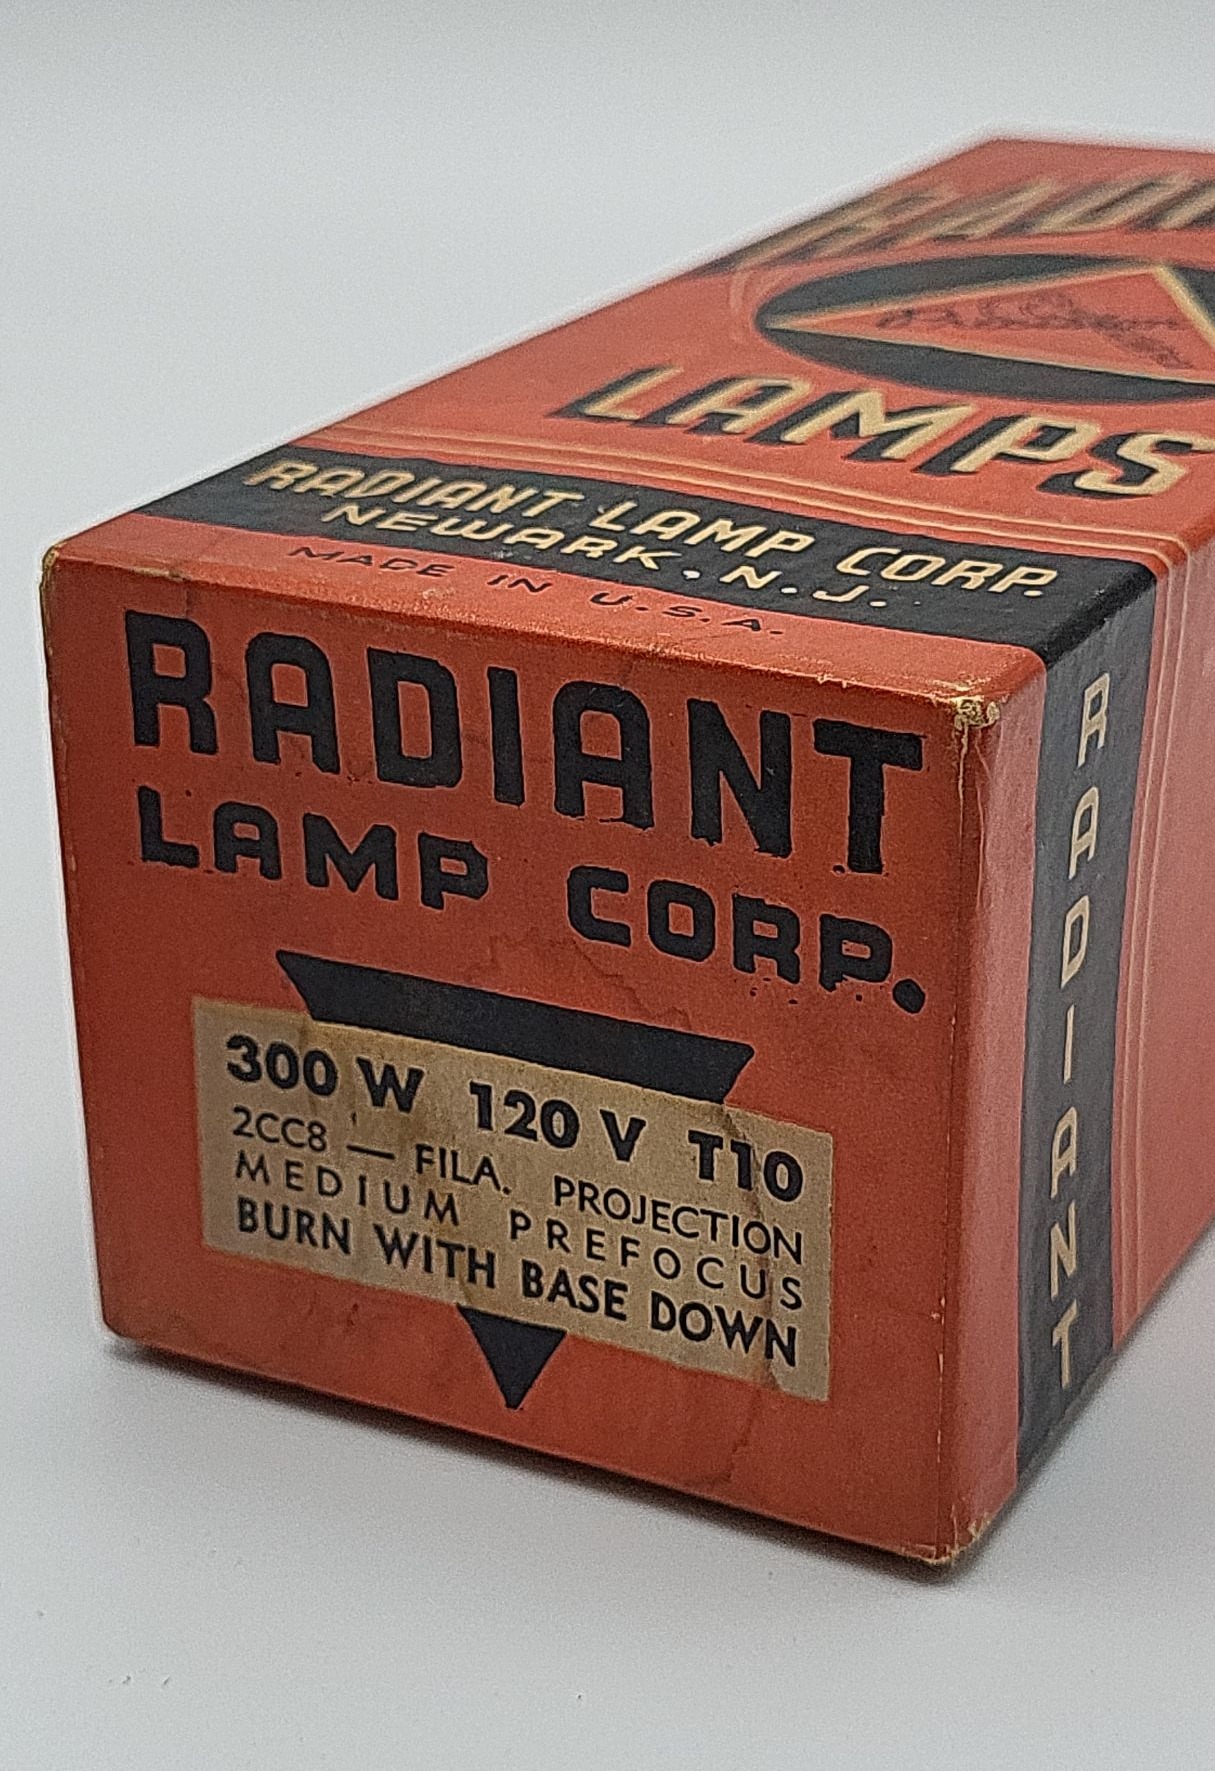 LAMPS
RADIANT LAMP CORP.
NEWARK, N.J.
MADE IN U.S.A.
RADIANT
LAMP CORP.
300 W 120 V T10
2CC8 — FILA. PROJECTION
MEDIUM PREFOCUS
BURN WITH BASE DOWN
RADIANT